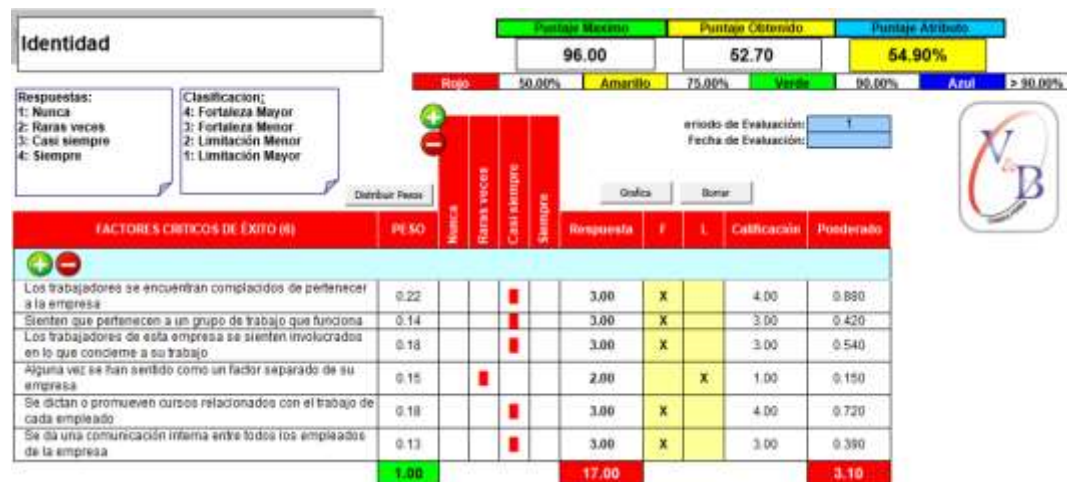 Identidad
Puntaje Maximo Puntaje Obtenido Puntaje Atributo
96.00 52.70 54.90%
Rojo 50.00% Amarillo 75.00% Verde 90.00% Azul > 90.00%
Respuestas:
1: Nunca
2: Raras veces
3: Casi siempre
4: Siempre
Clasificacion:
4: Fortaleza Mayor
3: Fortaleza Menor
2: Limitación Menor
1: Limitación Mayor
eriodo de Evaluación: 1
Fecha de Evaluación:
Distribuir Pesos
Grafica Borrar
V B
FACTORES CRITICOS DE ÉXITO (6) PESO Nunca Raras veces Casi siempre Siempre Respuesta F L Calificación Ponderado
Los trabajadores se encuentran complacidos de pertenecer
a la empresa 0.22 3.00 X 4.00 0.880
Sienten que pertenecen a un grupo de trabajo que funciona 0.14 3.00 X 3.00 0.420
Los trabajadores de esta empresa se sienten involucrados
en lo que concierne a su trabajo 0.18 3.00 X 3.00 0.540
Alguna vez se han sentido como un factor separado de su
empresa 0.15 2.00 X 1.00 0.150
Se dictan o promueven cursos relacionados con el trabajo de
cada empleado 0.18 3.00 X 4.00 0.720
Se da una comunicación interna entre todos los empleados
de la empresa 0.13 3.00 X 3.00 0.390
1.00 17.00 3.10